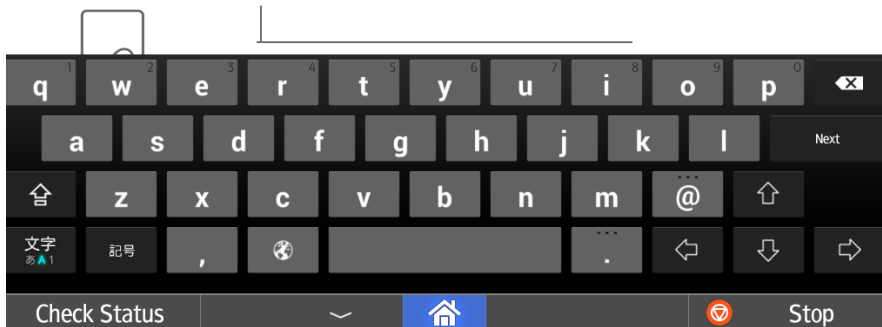 1 2 3 4 5 6 7 8 9 0
q w e r t y u i o p
a s d f g h j k l Next
z x c v b n m @
文字 記号 , .
あA1
Check Status Stop